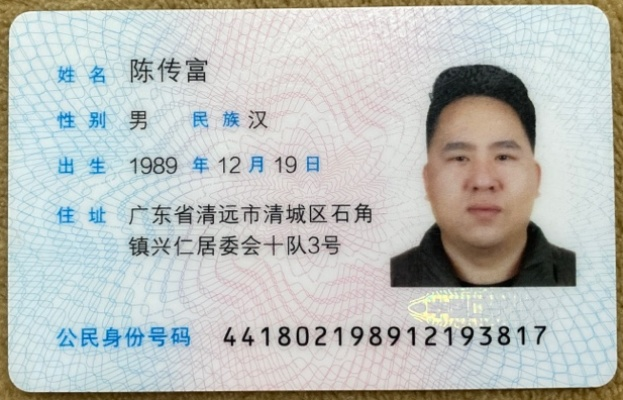 姓名 陈传富
性别 男 民族 汉
出生 1989 年 12 月 19 日
住址 广东省清远市清城区石角
镇兴仁居委会十队3号
公民身份号码 441802198912193817